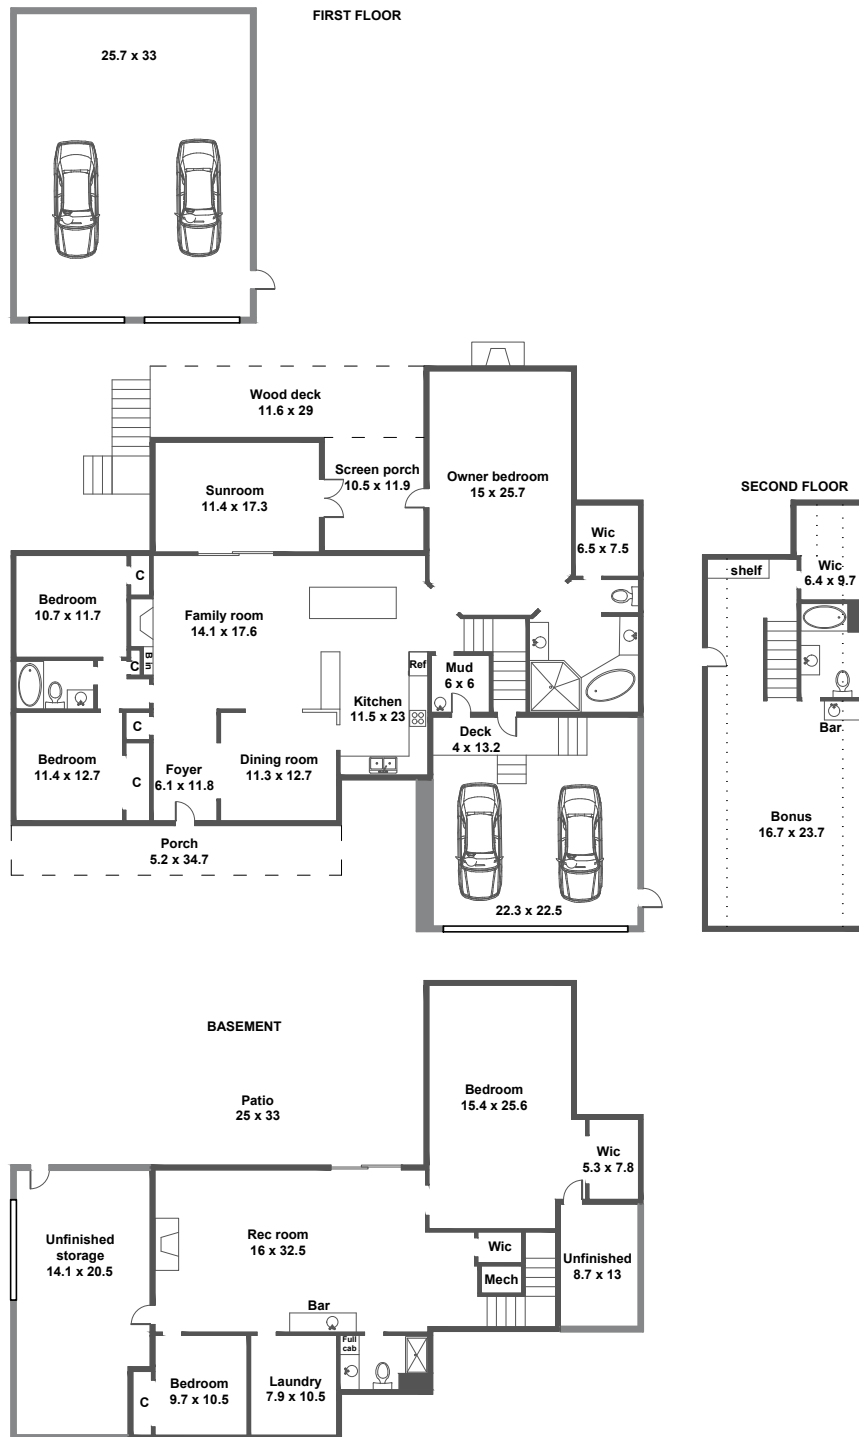 FIRST FLOOR
25.7 x 33
Wood deck
11.6 x 29
Screen porch
10.5 x 11.9
Sunroom
11.4 x 17.3
Owner bedroom
15 x 25.7
Wic
6.5 x 7.5
C
Bedroom
10.7 x 11.7
Family room
14.1 x 17.6
B in
C
Ref
Mud
6 x 6
Kitchen
11.5 x 23
C
Deck
4 x 13.2
Bedroom
11.4 x 12.7
C
Foyer
6.1 x 11.8
Dining room
11.3 x 12.7
Porch
5.2 x 34.7
22.3 x 22.5
SECOND FLOOR
shelf
Wic
6.4 x 9.7
Bar
Bonus
16.7 x 23.7
BASEMENT
Patio
25 x 33
Bedroom
15.4 x 25.6
Wic
5.3 x 7.8
Unfinished
storage
14.1 x 20.5
Rec room
16 x 32.5
Wic
Mech
Unfinished
8.7 x 13
Bar
Full
cab
C
Bedroom
9.7 x 10.5
Laundry
7.9 x 10.5